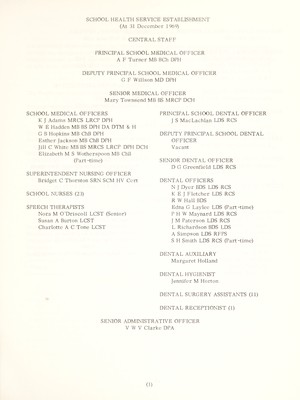 SCHOOL HEALTH SERVICE ESTABLISHMENT
(At 31 December 1969)
CENTRAL STAFF
PRINCIPAL SCHOOL MEDICAL OFFICER
A F Turner MB BCh DPH
DEPUTY PRINCIPAL SCHOOL MEDICAL OFFICER
G F Willson MD DPH
SENIOR MEDICAL OFFICER
Mary Townsend MB BS MRCP DCH
SCHOOL MEDICAL OFFICERS
K J Adams MRCS LRCP DPH
W E Hadden MB BS DPH DA DTM & H
G B Hopkins MB ChB DPH
Esther Jackson MB ChB DPH
Jill C White MB BS MRCS LRCP DPH DCH
Elizabeth M S Wotherspoon MB ChB
(Part-time)
SUPERINTENDENT NURSING OFFICER
Bridget C Thornton SRN SCM HV Cert
SCHOOL NURSES (23)
SPEECH THERAPISTS
Nora M O'Driscoll LCST (Senior)
Susan A Burton LCST
Charlotte A C Tone LCST
PRINCIPAL SCHOOL DENTAL OFFICER
J S MacLachlan LDS RCS
DEPUTY PRINCIPAL SCHOOL DENTAL
OFFICER
Vacant
SENIOR DENTAL OFFICER
D G Greenfield LDS RCS
DENTAL OFFICERS
N J Dyer BDS LDS RCS
K E J Fletcher LDS RCS
R W Hall BDS
Edna G Laylee LDS (Part-time)
P H W Maynard LDS RCS
J M Paterson LDS RCS
L Richardson BDS LDS
A Simpson LDS RFPS
S H Smith LDS RCS (Part-time)
DENTAL AUXILIARY
Margaret Holland
DENTAL HYGIENIST
Jennifer M Horton
DENTAL SURGERY ASSISTANTS (11)
DENTAL RECEPTIONIST (1)
SENIOR ADMINISTRATIVE OFFICER
V W V Clarke DPA
(1)